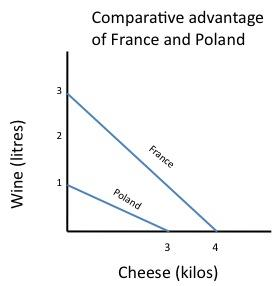 Comparative advantage
of France and Poland
Wine (litres)
3
2
1
France
Poland
3
4
Cheese (kilos)